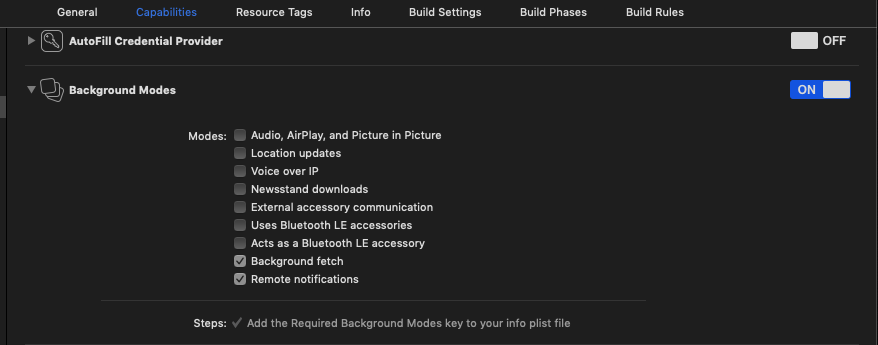 General Capabilities Resource Tags Info Build Settings Build Phases Build Rules
AutoFill Credential Provider OFF
Background Modes ON
Modes: Audio, AirPlay, and Picture in Picture
Location updates
Voice over IP
Newsstand downloads
External accessory communication
Uses Bluetooth LE accessories
Acts as a Bluetooth LE accessory
Background fetch
Remote notifications
Steps: ✓ Add the Required Background Modes key to your info plist file